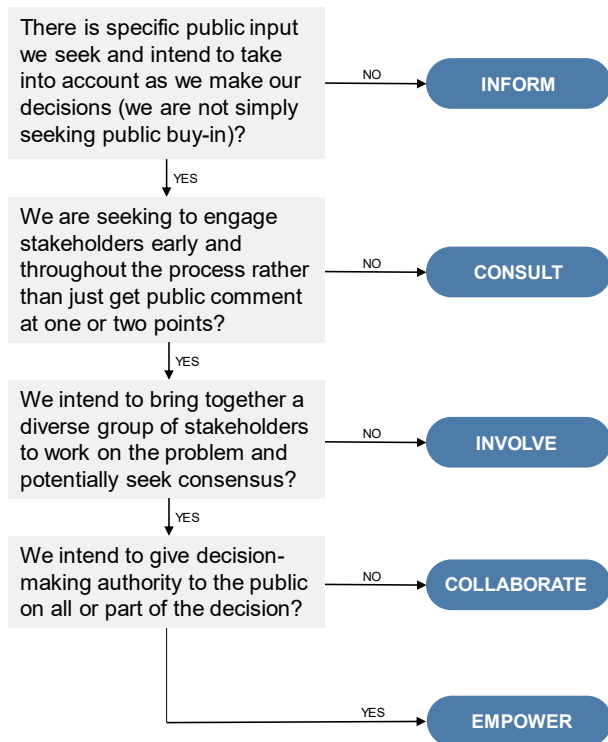 There is specific public input
we seek and intend to take
into account as we make our
decisions (we are not simply
seeking public buy-in)?
NO
INFORM
YES
We are seeking to engage
stakeholders early and
throughout the process rather
than just get public comment
at one or two points?
NO
CONSULT
YES
We intend to bring together a
diverse group of stakeholders
to work on the problem and
potentially seek consensus?
NO
INVOLVE
YES
We intend to give decision-
making authority to the public
on all or part of the decision?
NO
COLLABORATE
YES
EMPOWER